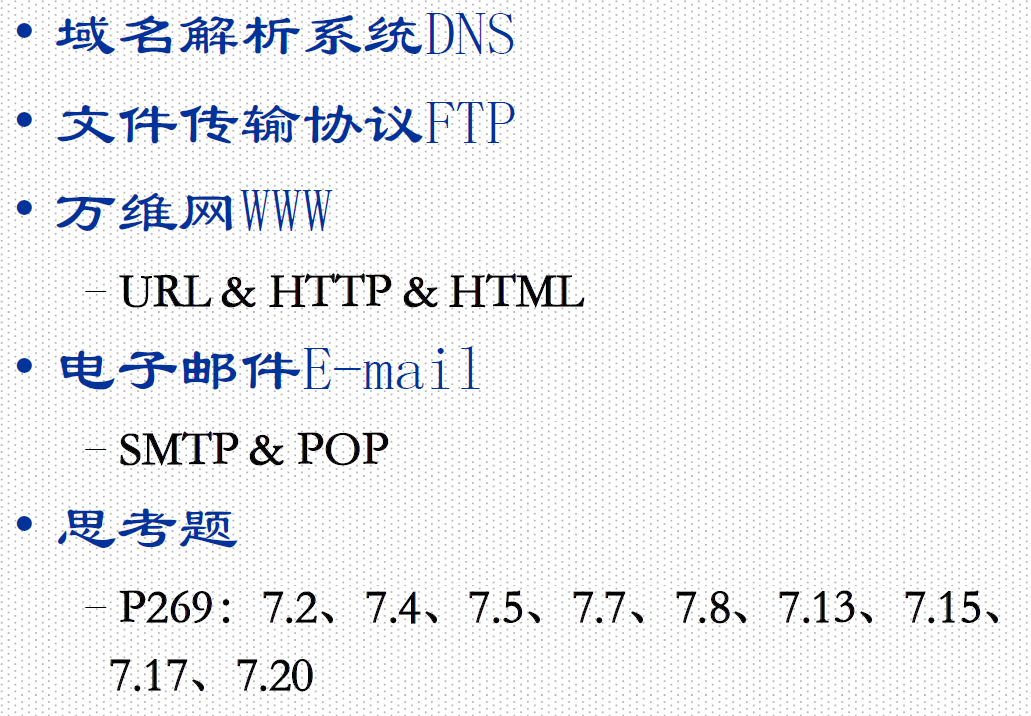 • 域名解析系统DNS
• 文件传输协议FTP
• 万维网WWW
– URL & HTTP & HTML
• 电子邮件E-mail
– SMTP & POP
• 思考题
– P269：7.2、7.4、7.5、7.7、7.8、7.13、7.15、
7.17、7.20